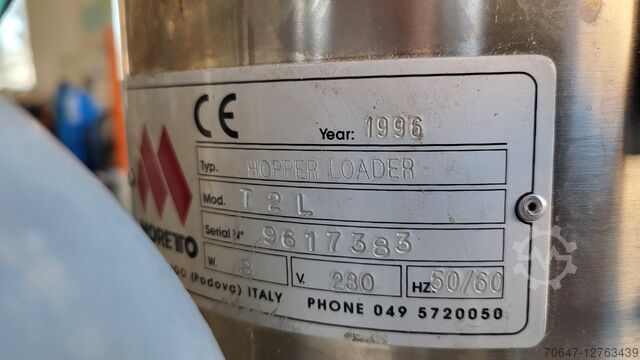 CE
Year: 1996
Typ. HOPPER LOADER
Mod. T 2 L
MORETTO
Serial N° 9617383
W. 8 V. 230 HZ. 50/60
(Padova) ITALY PHONE 049 5720050
70647-12763439